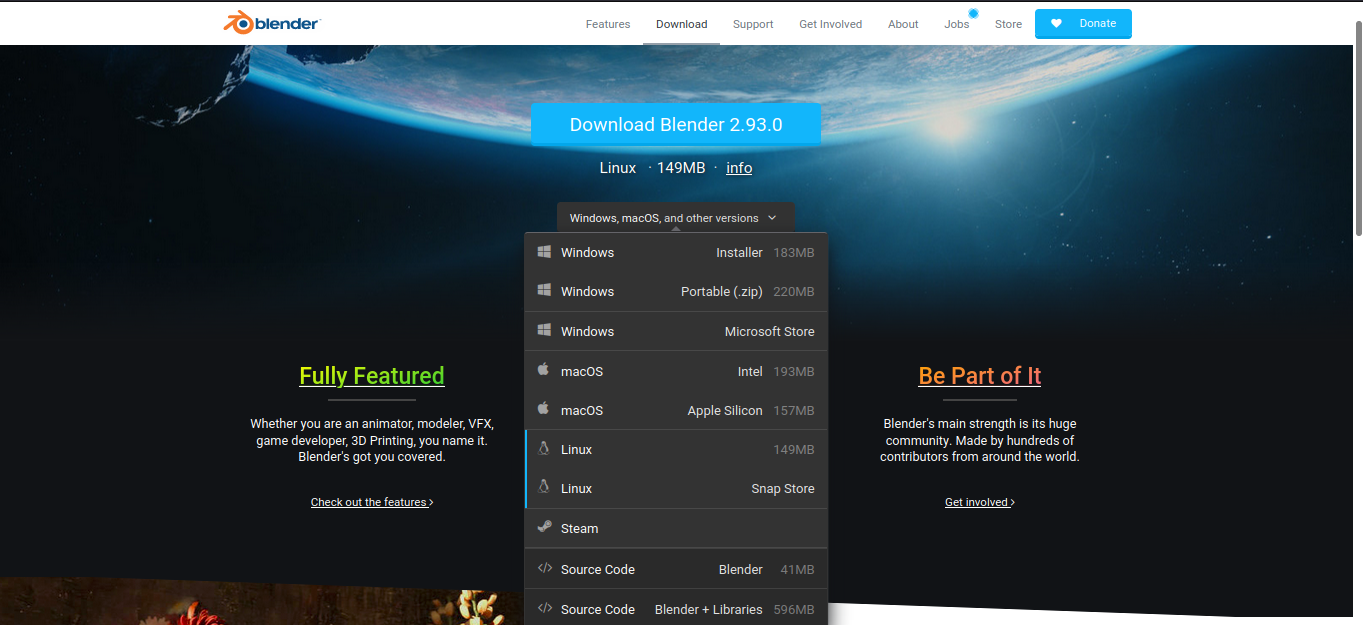 blender
Features Download Support Get Involved About Jobs Store Donate
Download Blender 2.93.0
Linux · 149MB · info
Windows, macOS, and other versions
Windows Installer 183MB
Windows Portable (.zip) 220MB
Windows Microsoft Store
macOS Intel 193MB
macOS Apple Silicon 157MB
Linux 149MB
Linux Snap Store
Steam
Source Code Blender 41MB
Source Code Blender + Libraries 596MB
Fully Featured
Whether you are an animator, modeler, VFX,
game developer, 3D Printing, you name it.
Blender's got you covered.
Check out the features
Be Part of It
Blender's main strength is its huge
community. Made by hundreds of
contributors from around the world.
Get involved